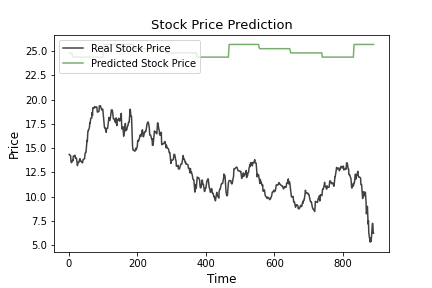 Stock Price Prediction
Real Stock Price
Predicted Stock Price
25.0
22.5
20.0
17.5
15.0
12.5
10.0
7.5
5.0
Price
0 200 400 600 800
Time